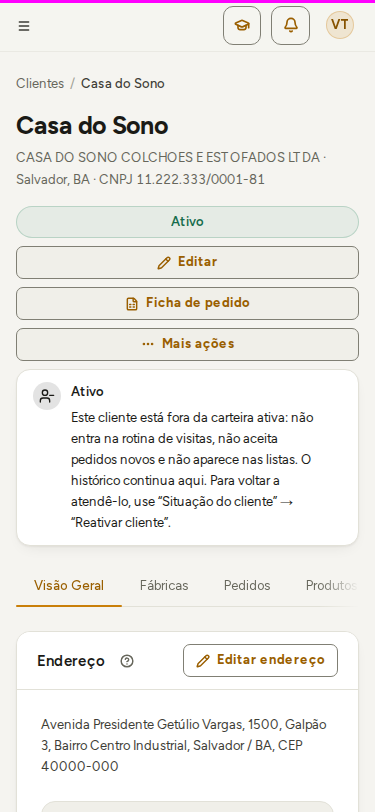 VT
Clientes / Casa do Sono
Casa do Sono
CASA DO SONO COLCHOES E ESTOFADOS LTDA ·
Salvador, BA · CNPJ 11.222.333/0001-81
Ativo
Editar
Ficha de pedido
Mais ações
Ativo
Este cliente está fora da carteira ativa: não
entra na rotina de visitas, não aceita
pedidos novos e não aparece nas listas. O
histórico continua aqui. Para voltar a
atendê-lo, use “Situação do cliente” →
“Reativar cliente”.
Visão Geral Fábricas Pedidos Produtos
Endereço Editar endereço
Avenida Presidente Getúlio Vargas, 1500, Galpão
3, Bairro Centro Industrial, Salvador / BA, CEP
40000-000